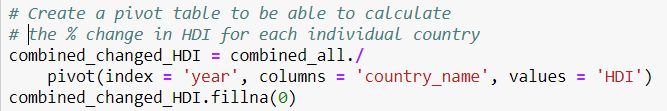 # Create a pivot table to be able to calculate
# the % change in HDI for each individual country
combined_changed_HDI = combined_all./
    pivot(index = 'year', columns = 'country_name', values = 'HDI')
combined_changed_HDI.fillna(0)